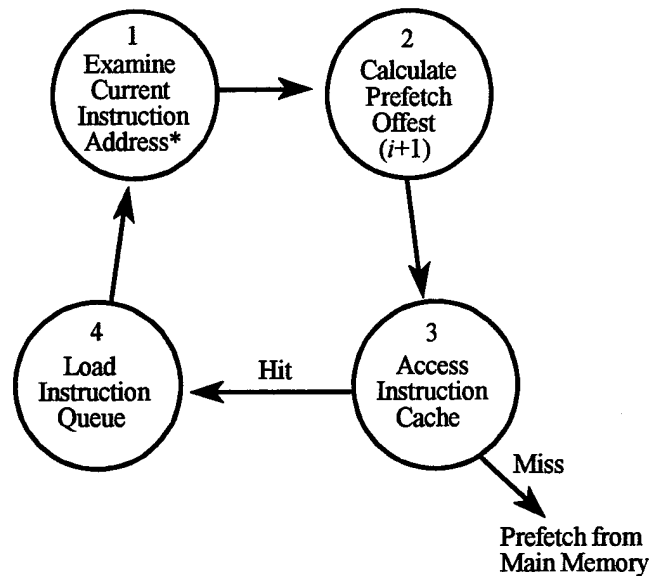 1
Examine
Current
Instruction
Address*
2
Calculate
Prefetch
Offest
(i+1)
3
Access
Instruction
Cache
Hit
4
Load
Instruction
Queue
Miss
Prefetch from
Main Memory